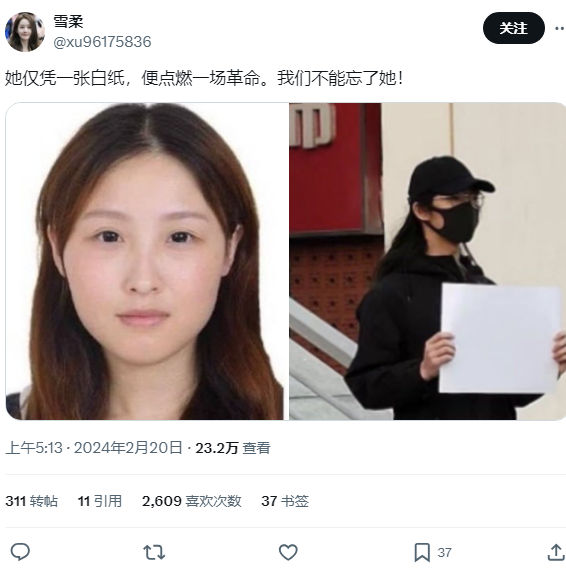 雪柔
@xu96175836
关注
她仅凭一张白纸，便点燃一场革命。我们不能忘了她！
上午5:13 · 2024年2月20日 · 23.2万 查看
311 转帖 11 引用 2,609 喜欢次数 37 书签
37